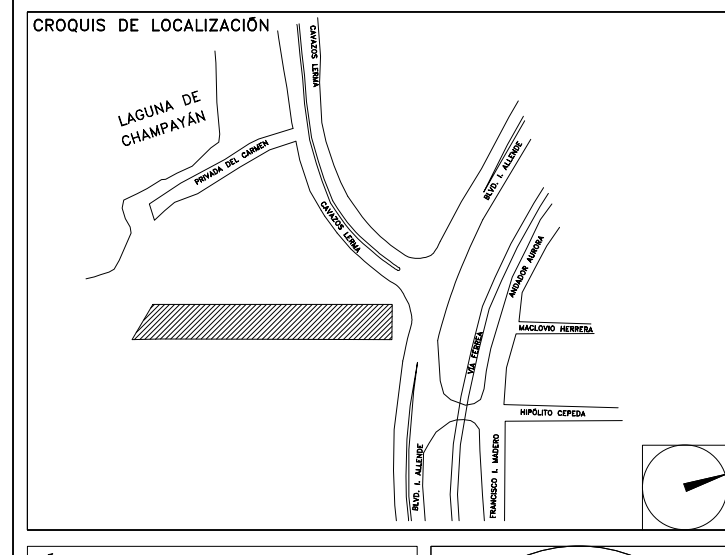 CROQUIS DE LOCALIZACIÓN
CAVAZOS LERMA
LAGUNA DE
CHAMPAYÁN
PRIVADA DEL CARMEN
BLVD. I. ALLENDE
CAVAZOS LERMA
ANDADOR AURORA
MACLOVIO HERRERA
VÍA FERREA
HIPÓLITO CEPEDA
BLVD. I. ALLENDE
FRANCISCO I. MADERO